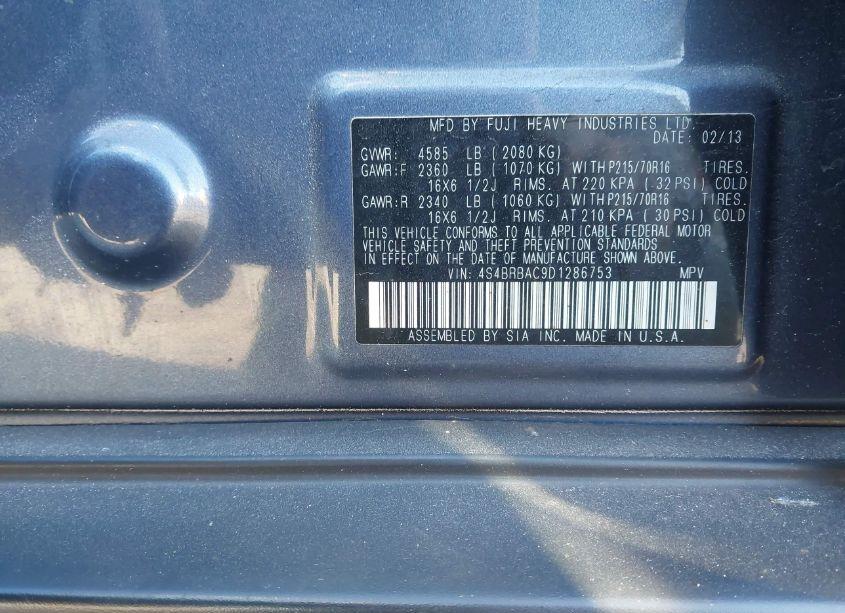 MFD BY FUJI HEAVY INDUSTRIES LTD.
DATE: 02/13
GVWR: 4585 LB ( 2080 KG)
GAWR:F 2360 LB ( 1070 KG) WITH P215/70R16 TIRES.
16X6 1/2J RIMS. AT 220 KPA ( 32 PSI) COLD
GAWR:R 2340 LB ( 1060 KG) WITH P215/70R16 TIRES.
16X6 1/2J RIMS. AT 210 KPA ( 30 PSI) COLD
THIS VEHICLE CONFORMS TO ALL APPLICABLE FEDERAL MOTOR
VEHICLE SAFETY AND THEFT PREVENTION STANDARDS
IN EFFECT ON THE DATE OF MANUFACTURE SHOWN ABOVE.
VIN: 4S4BRBAC9D1286753 MPV
ASSEMBLED BY SIA INC. MADE IN U.S.A.